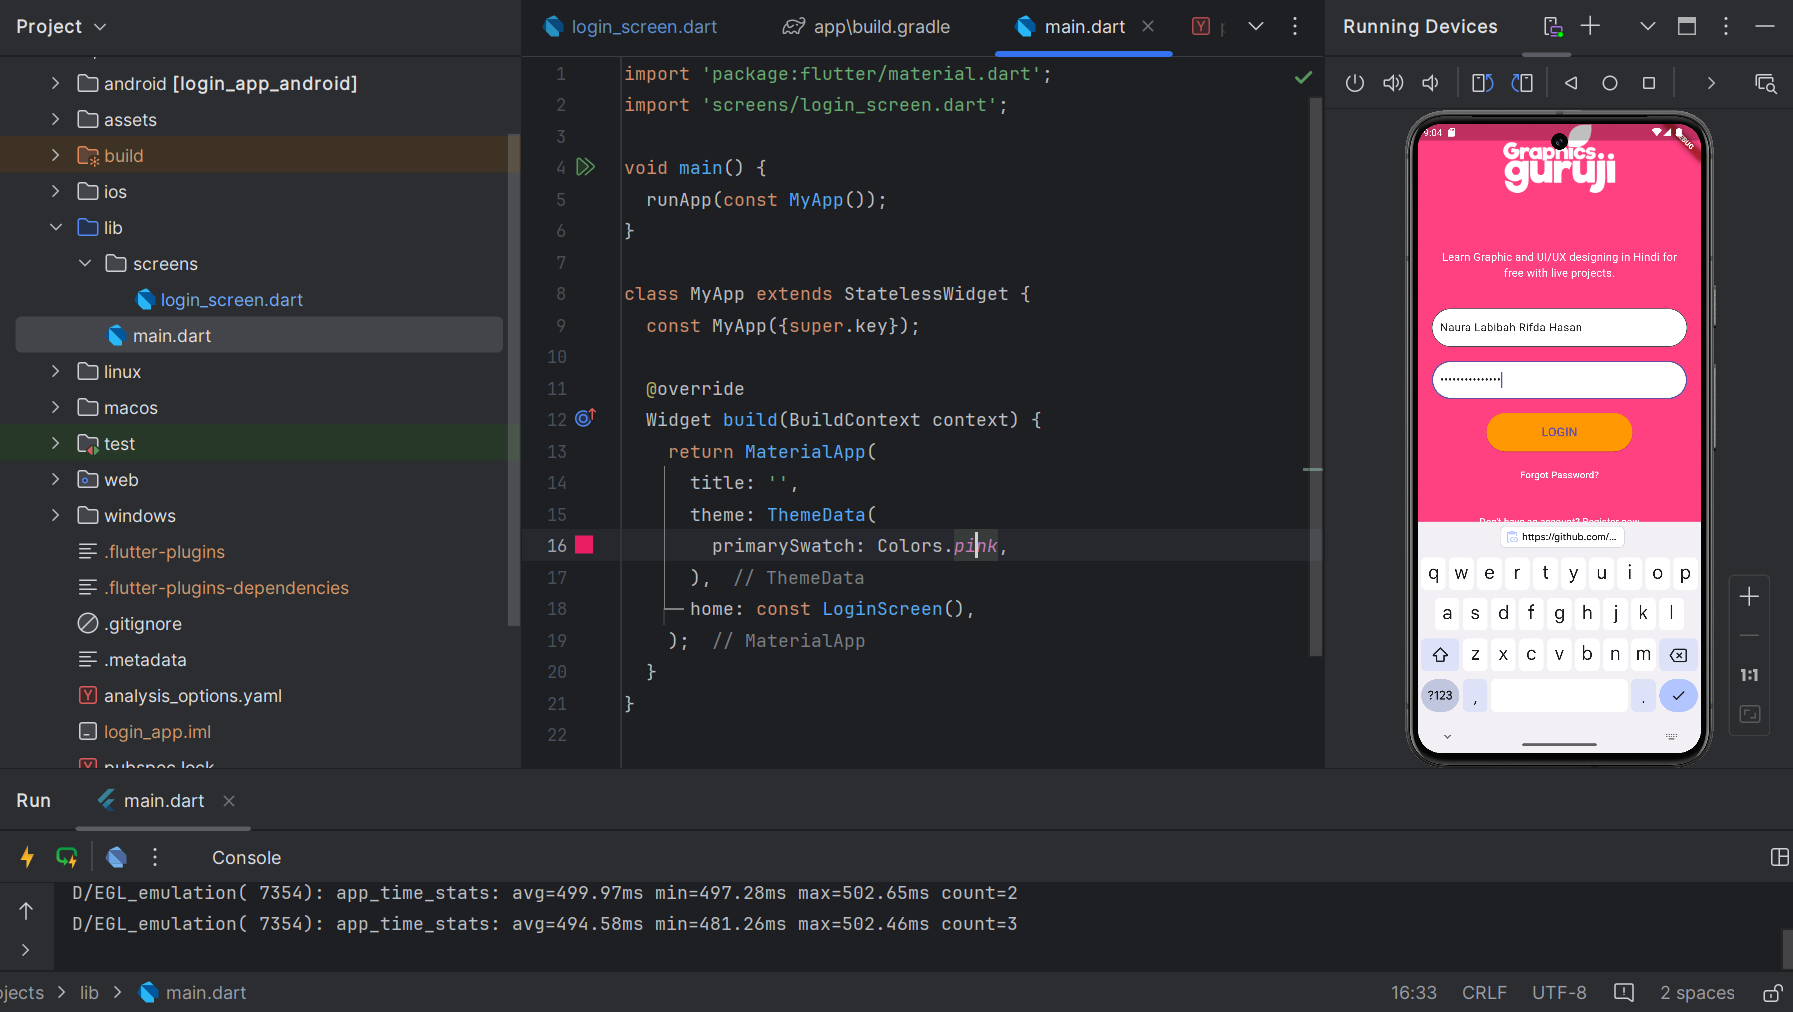 Project
android [login_app_android]
assets
build
ios
lib
screens
login_screen.dart
main.dart
linux
macos
test
web
windows
.flutter-plugins
.flutter-plugins-dependencies
.gitignore
.metadata
analysis_options.yaml
login_app.iml
pubspec.lock
login_screen.dart
app\build.gradle
main.dart
1 import 'package:flutter/material.dart';
2 import 'screens/login_screen.dart';
3
4 void main() {
5 runApp(const MyApp());
6 }
7
8 class MyApp extends StatelessWidget {
9 const MyApp({super.key});
10
11 @override
12 Widget build(BuildContext context) {
13 return MaterialApp(
14 title: '',
15 theme: ThemeData(
16 primarySwatch: Colors.pink,
17 ), // ThemeData
18 home: const LoginScreen(),
19 ); // MaterialApp
20 }
21 }
22
Running Devices
9:04
DEBUG
Graphics
guruji
Learn Graphic and UI/UX designing in Hindi for
free with live projects.
Naura Labibah Rifda Hasan
LOGIN
Forgot Password?
Don't have an account? Register now
https://github.com/...
q w e r t y u i o p
a s d f g h j k l
z x c v b n m
?123 , .
1:1
Run
main.dart
Console
D/EGL_emulation( 7354): app_time_stats: avg=499.97ms min=497.28ms max=502.65ms count=2
D/EGL_emulation( 7354): app_time_stats: avg=494.58ms min=481.26ms max=502.46ms count=3
ojects > lib > main.dart
16:33 CRLF UTF-8 2 spaces